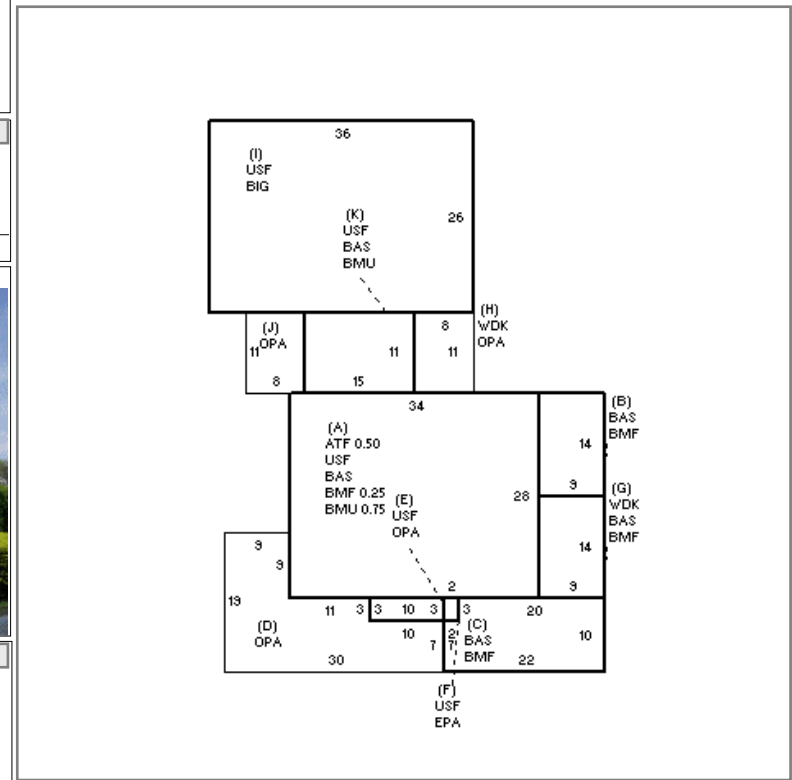 36
(I)
USF
BIG
26
(K)
USF
BAS
BMU
(J)
OPA
11
8
11
15
8
11
(H)
WDK
OPA
34
(A)
ATF 0.50
USF
BAS
BMF 0.25
BMU 0.75
28
(E)
USF
OPA
14
9
(B)
BAS
BMF
14
9
(G)
WDK
BAS
BMF
9
9
19
(D)
OPA
11
3
3
10
3
2
3
20
10
7
2
7
(C)
BAS
BMF
10
30
22
(F)
USF
EPA